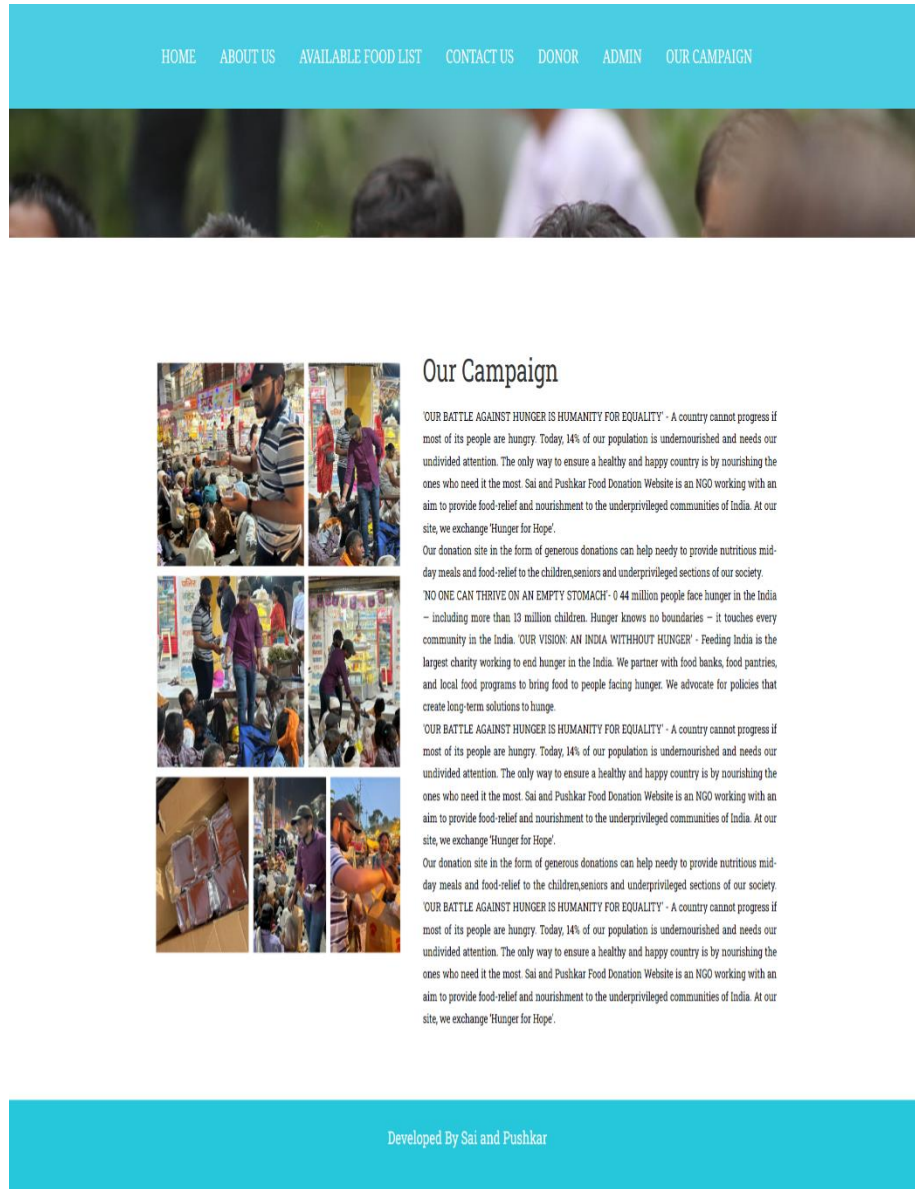 HOME ABOUT US AVAILABLE FOOD LIST CONTACT US DONOR ADMIN OUR CAMPAIGN
Our Campaign
'OUR BATTLE AGAINST HUNGER IS HUMANITY FOR EQUALITY' - A country cannot progress if
most of its people are hungry. Today, 14% of our population is undernourished and needs our
undivided attention. The only way to ensure a healthy and happy country is by nourishing the
ones who need it the most. Sai and Pushkar Food Donation Website is an NGO working with an
aim to provide food-relief and nourishment to the underprivileged communities of India. At our
site, we exchange 'Hunger for Hope'.
Our donation site in the form of generous donations can help needy to provide nutritious mid-
day meals and food-relief to the children,seniors and underprivileged sections of our society.
'NO ONE CAN THRIVE ON AN EMPTY STOMACH'- 0 44 million people face hunger in the India
— including more than 13 million children. Hunger knows no boundaries — it touches every
community in the India. 'OUR VISION: AN INDIA WITHHOUT HUNGER' - Feeding India is the
largest charity working to end hunger in the India. We partner with food banks, food pantries,
and local food programs to bring food to people facing hunger. We advocate for policies that
create long-term solutions to hunge.
'OUR BATTLE AGAINST HUNGER IS HUMANITY FOR EQUALITY' - A country cannot progress if
most of its people are hungry. Today, 14% of our population is undernourished and needs our
undivided attention. The only way to ensure a healthy and happy country is by nourishing the
ones who need it the most. Sai and Pushkar Food Donation Website is an NGO working with an
aim to provide food-relief and nourishment to the underprivileged communities of India. At our
site, we exchange 'Hunger for Hope'.
Our donation site in the form of generous donations can help needy to provide nutritious mid-
day meals and food-relief to the children,seniors and underprivileged sections of our society.
'OUR BATTLE AGAINST HUNGER IS HUMANITY FOR EQUALITY' - A country cannot progress if
most of its people are hungry. Today, 14% of our population is undernourished and needs our
undivided attention. The only way to ensure a healthy and happy country is by nourishing the
ones who need it the most. Sai and Pushkar Food Donation Website is an NGO working with an
aim to provide food-relief and nourishment to the underprivileged communities of India. At our
site, we exchange 'Hunger for Hope'.
Developed By Sai and Pushkar